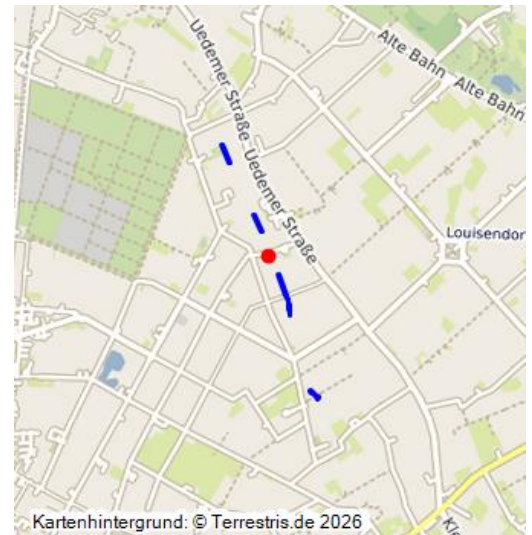 Uedemer Straße
Alte Bahn
Alte Bahn
Uedemer Straße
Louisendorf
Kartenhintergrund: © Terrestris.de 2026